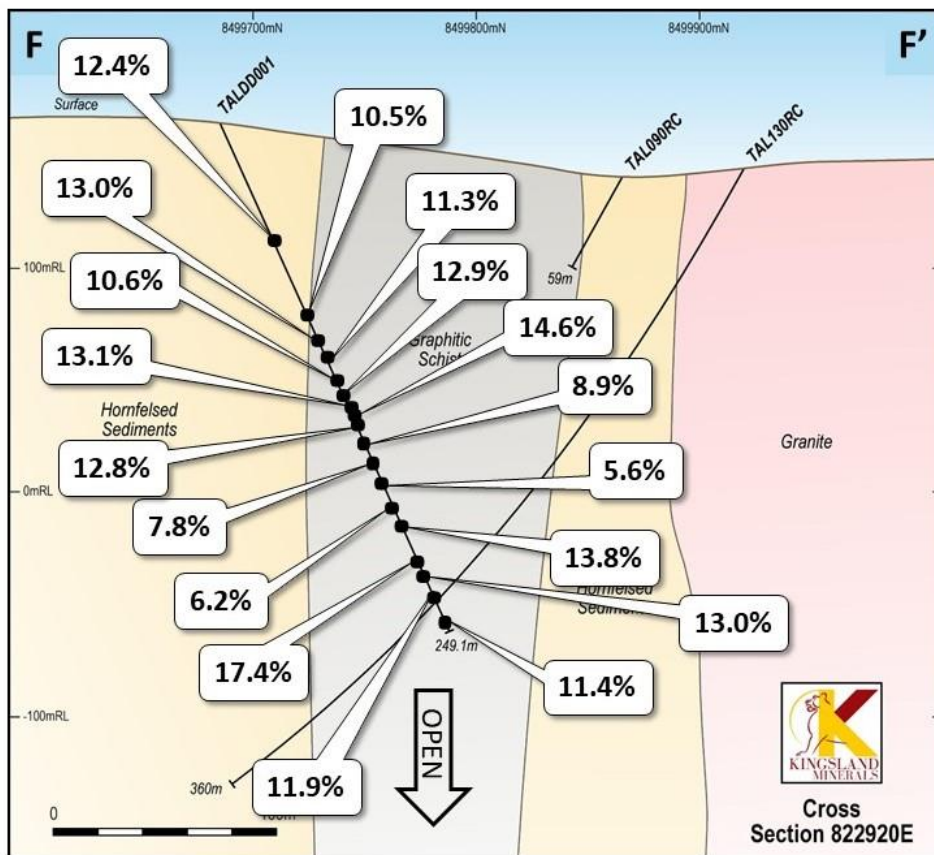 8499700mN
8499800mN
8499900mN
F
F'
12.4%
Surface
TALDD001
10.5%
TAL090RC
TAL130RC
13.0%
11.3%
100mRL
10.6%
12.9%
59m
14.6%
Graphitic
Schist
13.1%
8.9%
Hornfelsed
Sediments
Granite
12.8%
5.6%
0mRL
7.8%
13.8%
6.2%
Hornfelsed
Sediments
13.0%
249.1m
17.4%
11.4%
-100mRL
OPEN
360m
11.9%
KINGSLAND
MINERALS
0
Cross
Section 822920E